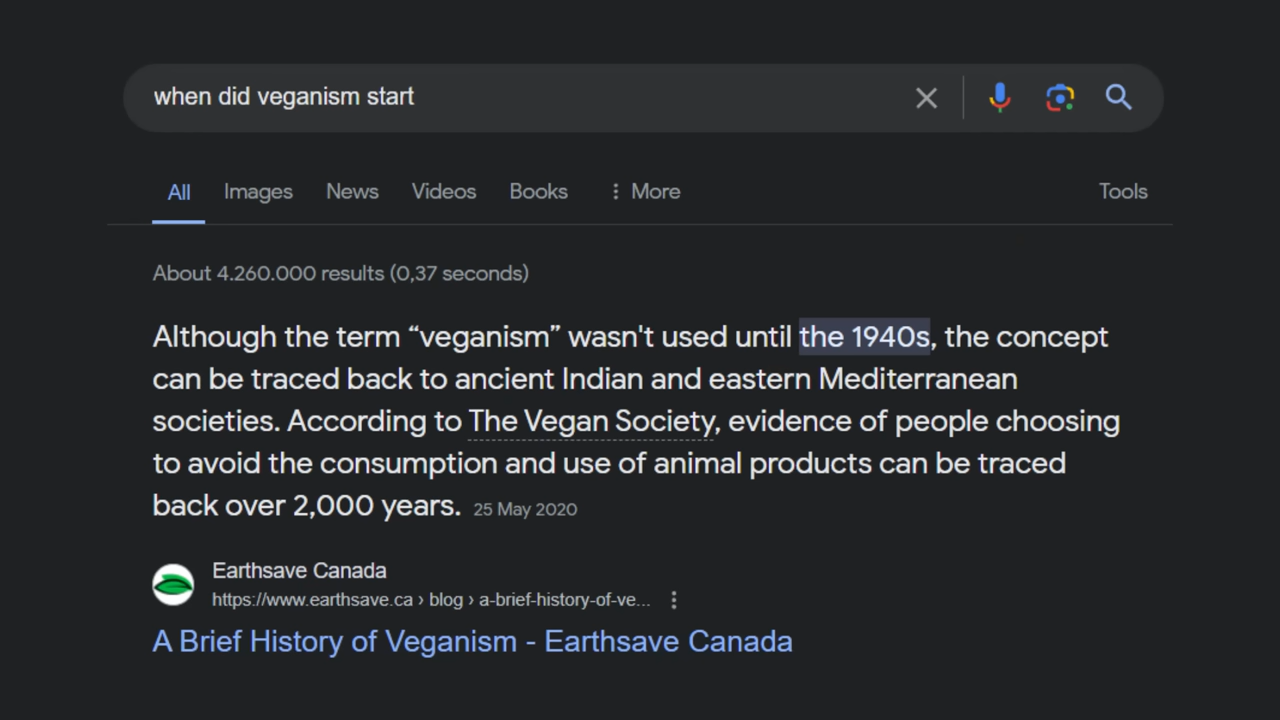 when did veganism start
All Images News Videos Books More Tools
About 4.260.000 results (0,37 seconds)
Although the term “veganism” wasn't used until the 1940s, the concept
can be traced back to ancient Indian and eastern Mediterranean
societies. According to The Vegan Society, evidence of people choosing
to avoid the consumption and use of animal products can be traced
back over 2,000 years. 25 May 2020
Earthsave Canada
https://www.earthsave.ca › blog › a-brief-history-of-ve...
A Brief History of Veganism - Earthsave Canada